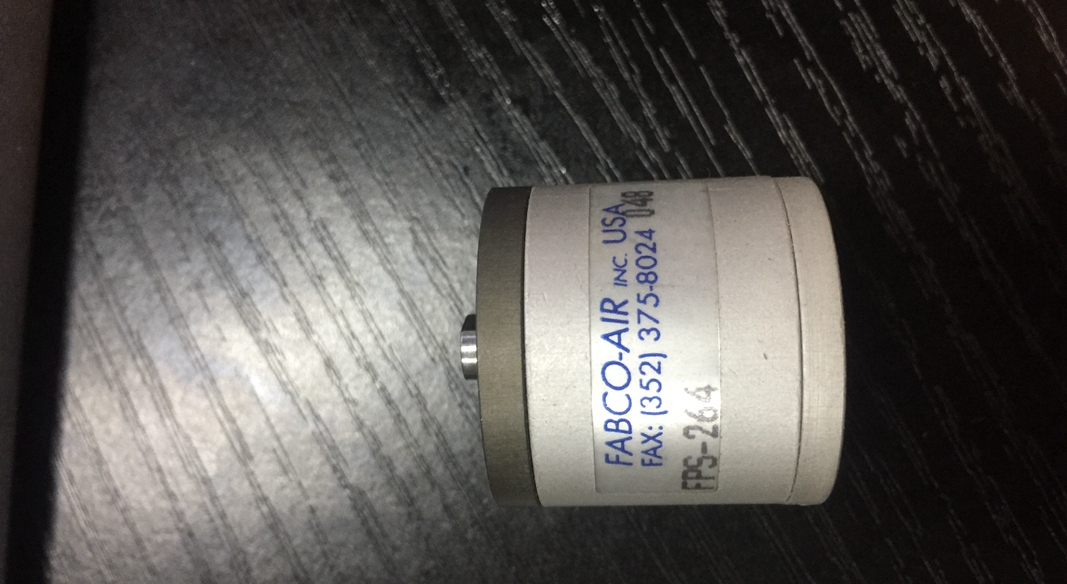 FABCO-AIR INC. USA
FAX: (352) 375-8024 048
FPS-264